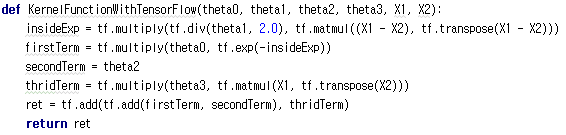 def KernelFunctionWithTensorFlow(theta0, theta1, theta2, theta3, X1, X2):
insideExp = tf.multiply(tf.div(theta1, 2.0), tf.matmul((X1 - X2), tf.transpose(X1 - X2)))
firstTerm = tf.multiply(theta0, tf.exp(-insideExp))
secondTerm = theta2
thridTerm = tf.multiply(theta3, tf.matmul(X1, tf.transpose(X2)))
ret = tf.add(tf.add(firstTerm, secondTerm), thridTerm)
return ret